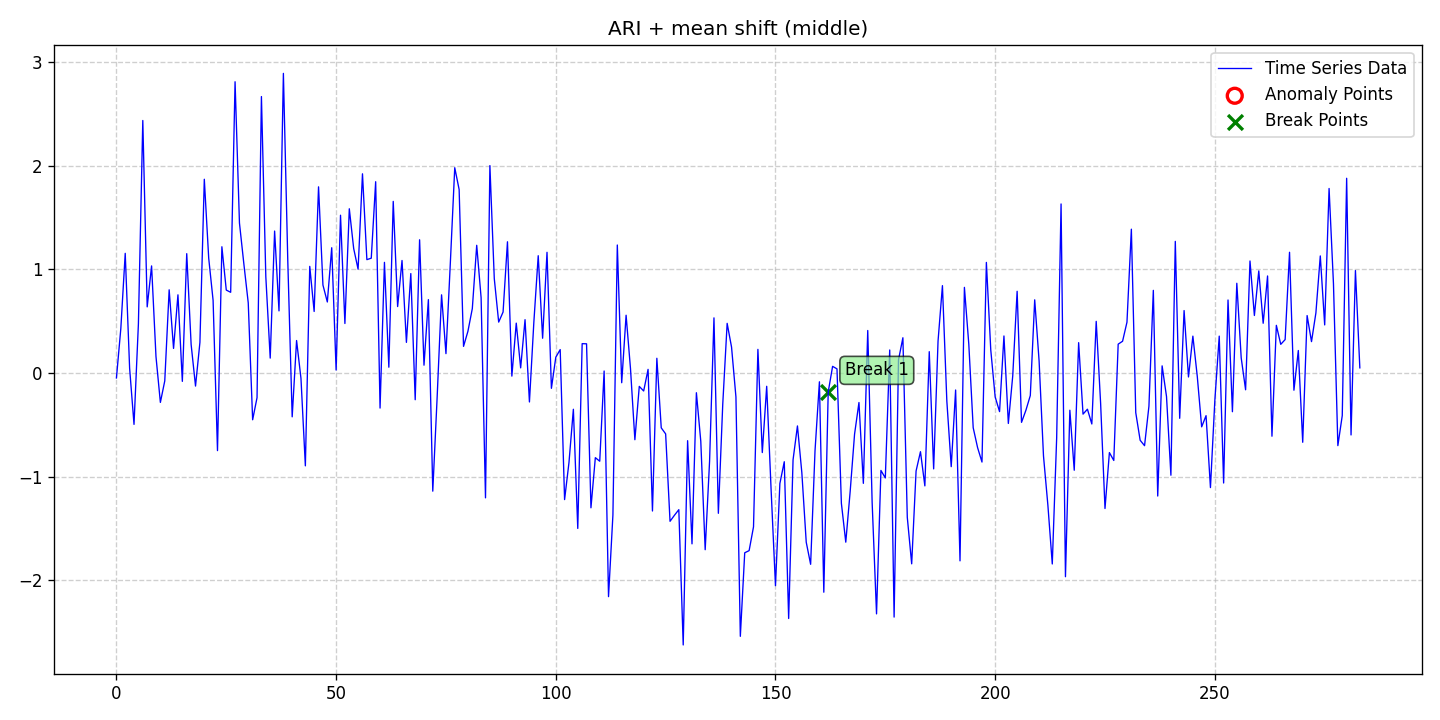 ARI + mean shift (middle)
Time Series Data
Anomaly Points
Break Points
Break 1
3
2
1
0
−1
−2
0
50
100
150
200
250